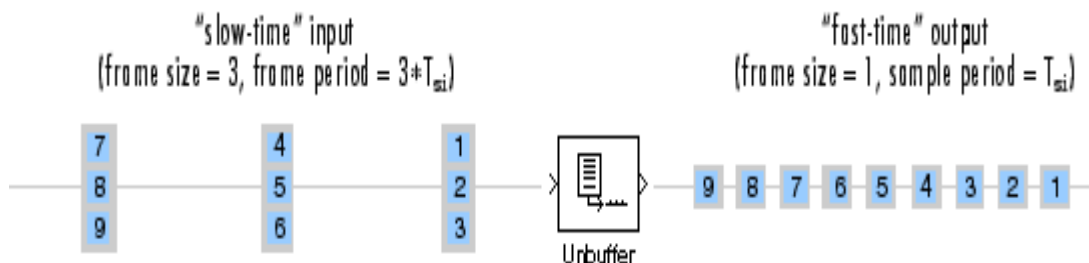 "slow-time" input
(frame size = 3, frame period = 3*Tsi)
"fast-time" output
(frame size = 1, sample period = Tsi)
7 4 1
8 5 2
9 6 3
9 8 7 6 5 4 3 2 1
Unbuffer